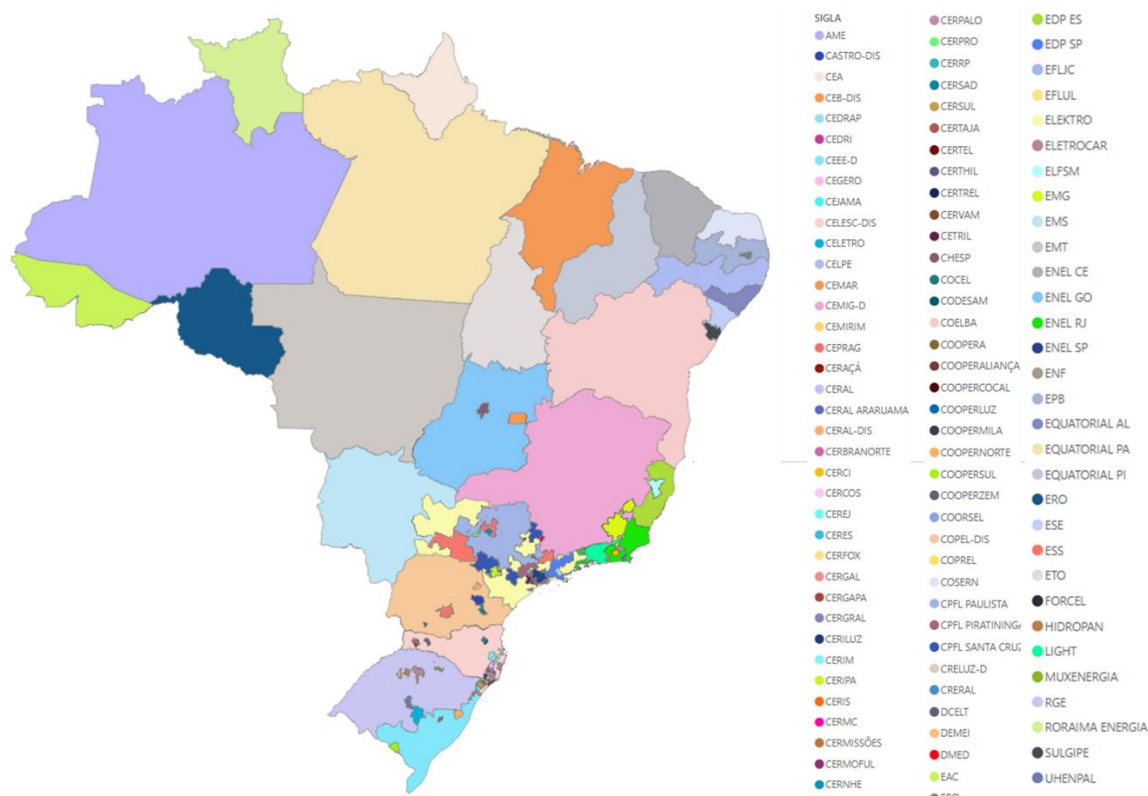 SIGLA
AME
CASTRO-DIS
CEA
CEB-DIS
CEDRAP
CEDRI
CEEE-D
CEGERO
CEJAMA
CELESC-DIS
CELETRO
CELPE
CEMAR
CEMIG-D
CEMIRIM
CEPRAG
CERAÇÁ
CERAL
CERAL ARARUAMA
CERAL-DIS
CERBRANORTE
CERCI
CERCOS
CEREJ
CERES
CERFOX
CERGAL
CERGAPA
CERGRAL
CERILUZ
CERIM
CERIPA
CERIS
CERMC
CERMISSÕES
CERMOFUL
CERNHE
CERPALO
CERPRO
CERRP
CERSAD
CERSUL
CERTAJA
CERTEL
CERTHIL
CERTREL
CERVAM
CETRIL
CHESP
COCEL
CODESAM
COELBA
COOPERA
COOPERALIANÇA
COOPERCOCAL
COOPERLUZ
COOPERMILA
COOPERNORTE
COOPERSUL
COOPERZEM
COORSEL
COPEL-DIS
COPREL
COSERN
CPFL PAULISTA
CPFL PIRATINING
CPFL SANTA CRUZ
CRELUZ-D
CRERAL
DCELT
DEMEI
DMED
EAC
EDP ES
EDP SP
EFLJC
EFLUL
ELEKTRO
ELETROCAR
ELFSM
EMG
EMS
EMT
ENEL CE
ENEL GO
ENEL RJ
ENEL SP
ENF
EPB
EQUATORIAL AL
EQUATORIAL PA
EQUATORIAL PI
ERO
ESE
ESS
ETO
FORCEL
HIDROPAN
LIGHT
MUXENERGIA
RGE
RORAIMA ENERGIA
SULGIPE
UHENPAL